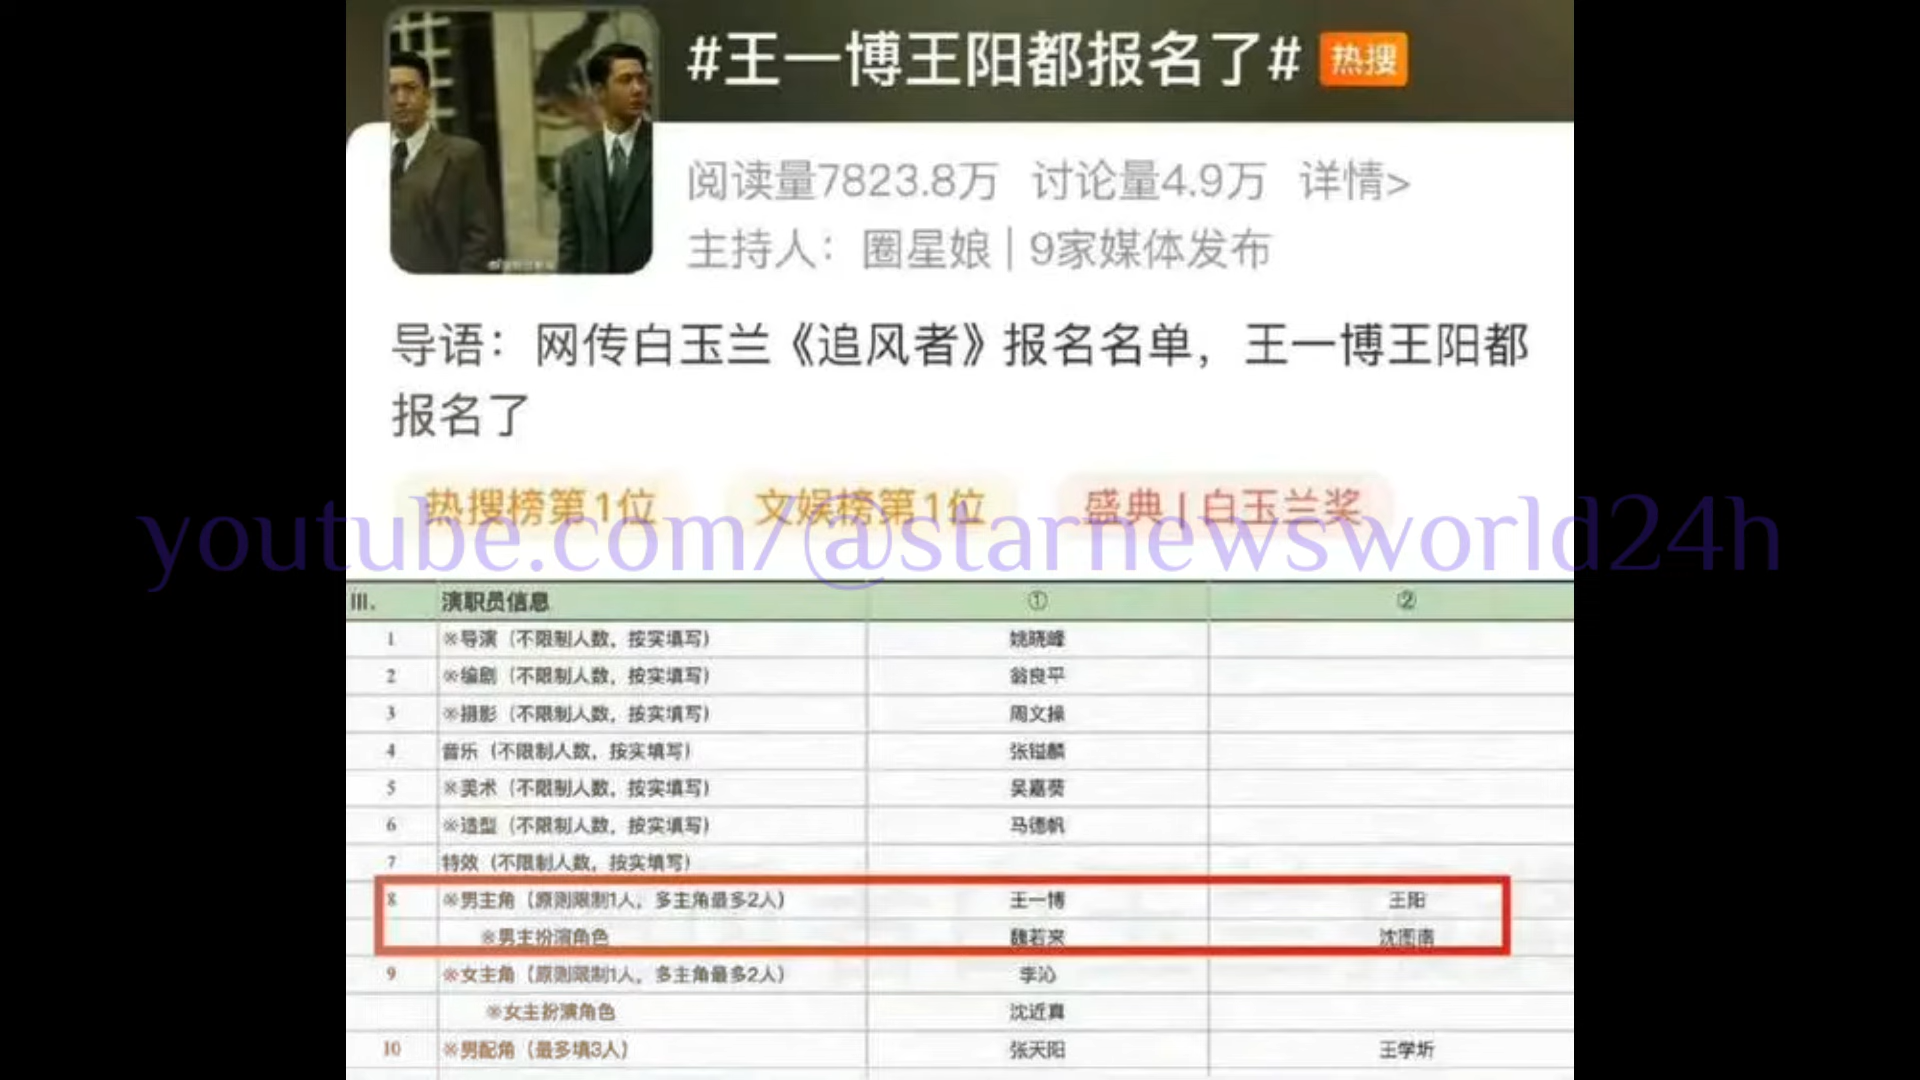 #王一博王阳都报名了# 热搜
阅读量7823.8万 讨论量4.9万 详情>
主持人：圈星娘 | 9家媒体发布
导语：网传白玉兰《追风者》报名名单，王一博王阳都
报名了
热搜榜第1位 文娱榜第1位 盛典 | 白玉兰奖
youtube.com/@starnewsworld24h
III. 演职员信息 ① ②
1 ※导演（不限制人数，按实填写） 姚晓峰
2 ※编剧（不限制人数，按实填写） 翁良平
3 ※摄影（不限制人数，按实填写） 周文操
4 音乐（不限制人数，按实填写） 张镒麟
5 ※美术（不限制人数，按实填写） 吴嘉葵
6 ※造型（不限制人数，按实填写） 马德帆
7 特效（不限制人数，按实填写）
8 ※男主角（原则限制1人，多主角最多2人） 王一博 王阳
※男主扮演角色 魏若来 沈图南
9 ※女主角（原则限制1人，多主角最多2人） 李沁
※女主扮演角色 沈近真
10 ※男配角（最多填3人） 张天阳 王学圻